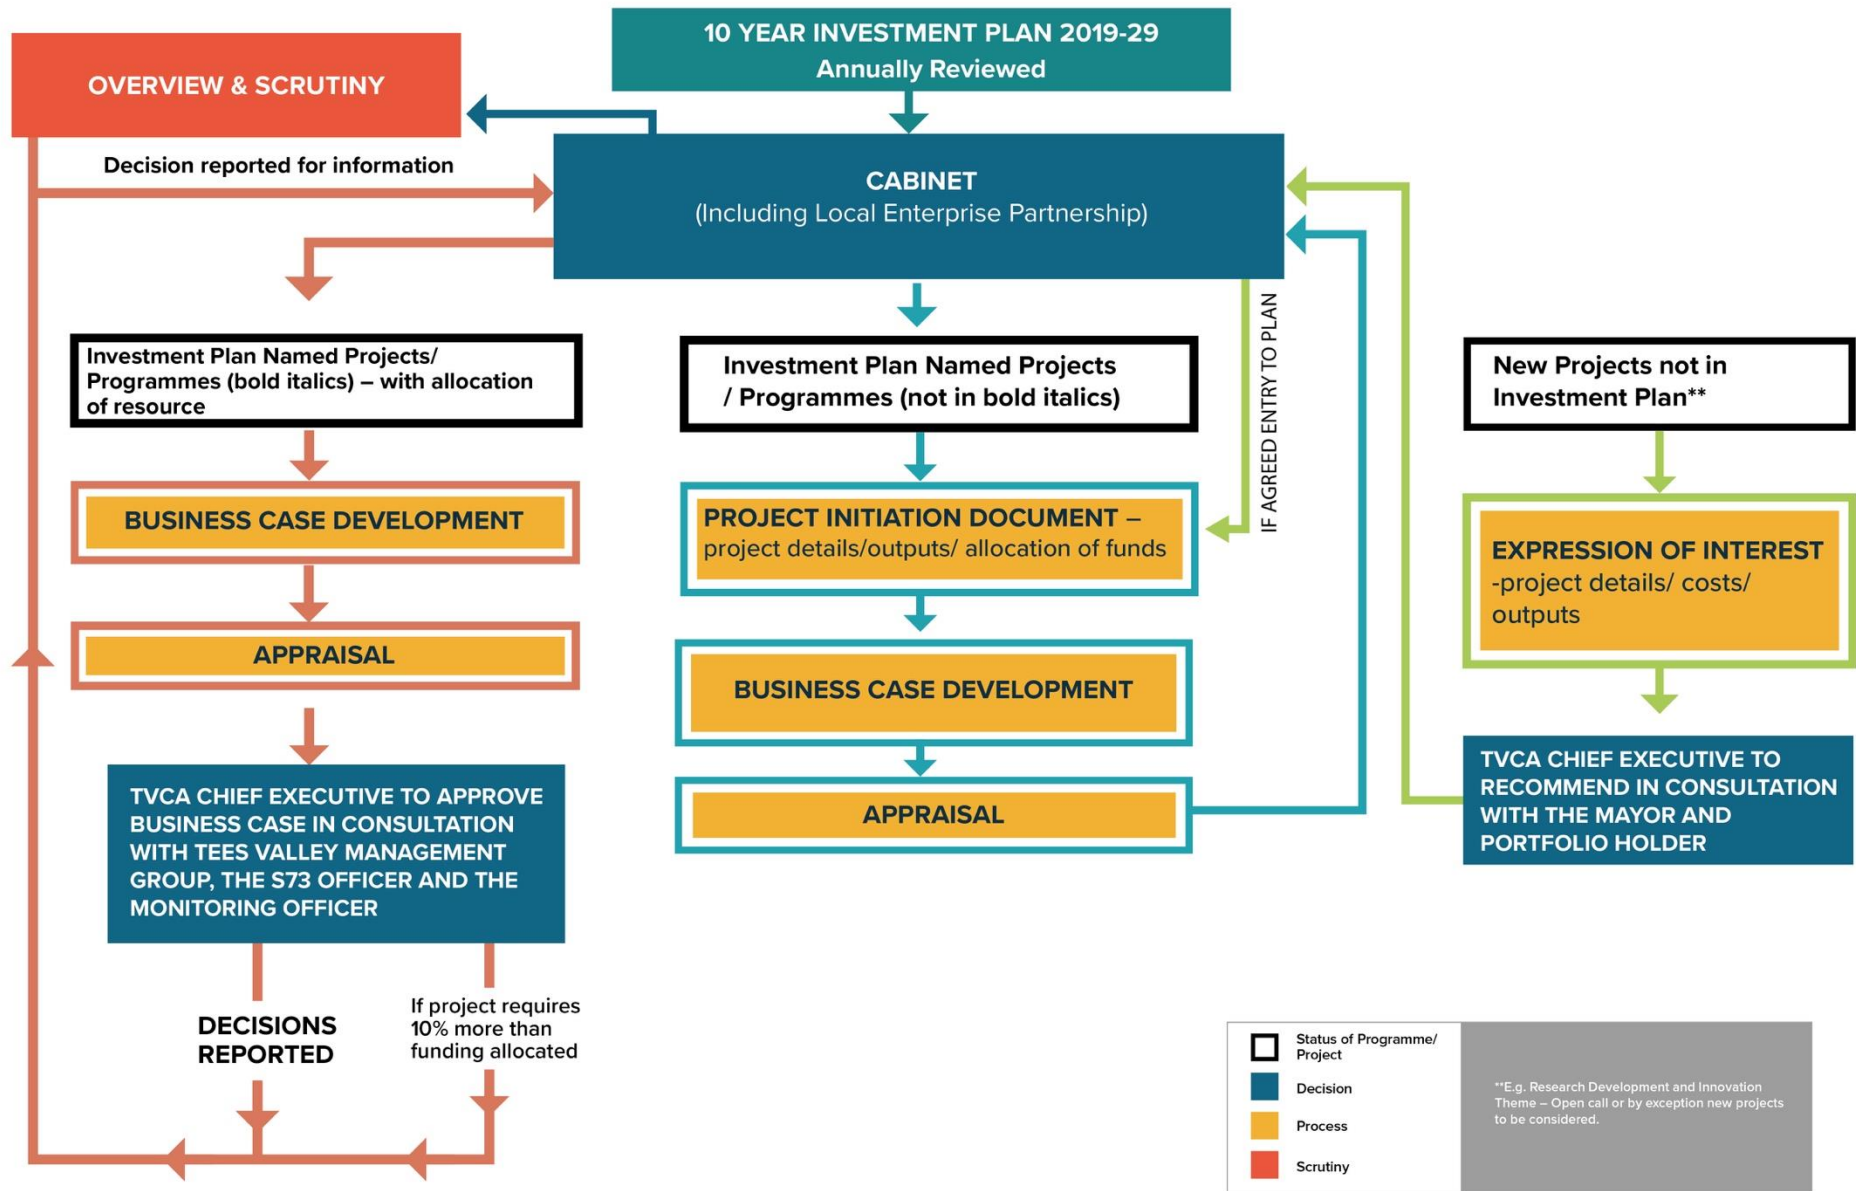 10 YEAR INVESTMENT PLAN 2019-29
Annually Reviewed
OVERVIEW & SCRUTINY
Decision reported for information
CABINET
(Including Local Enterprise Partnership)
Investment Plan Named Projects/
Programmes (bold italics) – with allocation
of resource
BUSINESS CASE DEVELOPMENT
APPRAISAL
TVCA CHIEF EXECUTIVE TO APPROVE
BUSINESS CASE IN CONSULTATION
WITH TEES VALLEY MANAGEMENT
GROUP, THE S73 OFFICER AND THE
MONITORING OFFICER
DECISIONS
REPORTED
If project requires
10% more than
funding allocated
Investment Plan Named Projects
/ Programmes (not in bold italics)
PROJECT INITIATION DOCUMENT –
project details/outputs/ allocation of funds
BUSINESS CASE DEVELOPMENT
APPRAISAL
IF AGREED ENTRY TO PLAN
New Projects not in
Investment Plan**
EXPRESSION OF INTEREST
-project details/ costs/
outputs
TVCA CHIEF EXECUTIVE TO
RECOMMEND IN CONSULTATION
WITH THE MAYOR AND
PORTFOLIO HOLDER
Status of Programme/
Project
Decision
Process
Scrutiny
**E.g. Research Development and Innovation
Theme – Open call or by exception new projects
to be considered.